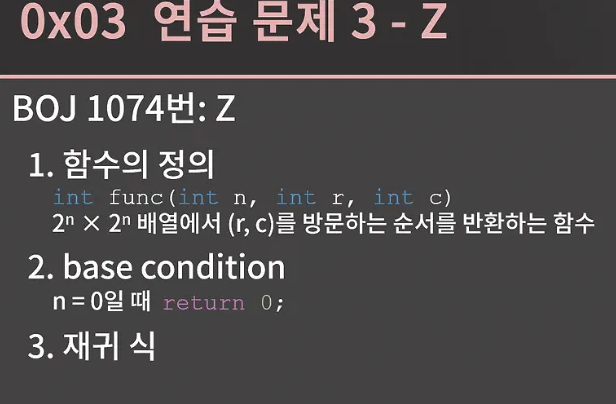 0x03 연습 문제 3 - Z
BOJ 1074번: Z
1. 함수의 정의
int func(int n, int r, int c)
2ⁿ × 2ⁿ 배열에서 (r, c)를 방문하는 순서를 반환하는 함수
2. base condition
n = 0일 때 return 0;
3. 재귀 식